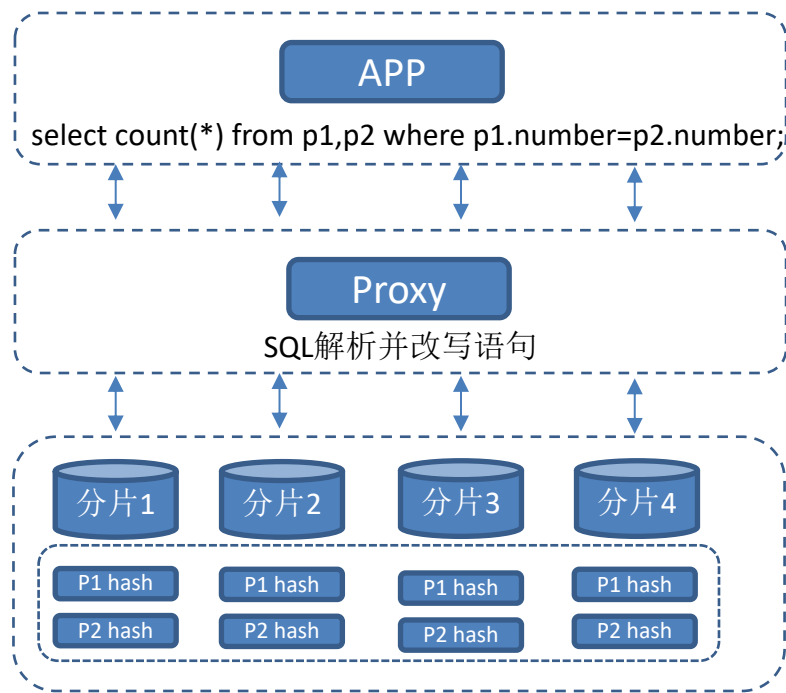 APP
select count(*) from p1,p2 where p1.number=p2.number;
Proxy
SQL解析并改写语句
分片1 分片2 分片3 分片4
P1 hash P1 hash P1 hash P1 hash
P2 hash P2 hash P2 hash P2 hash